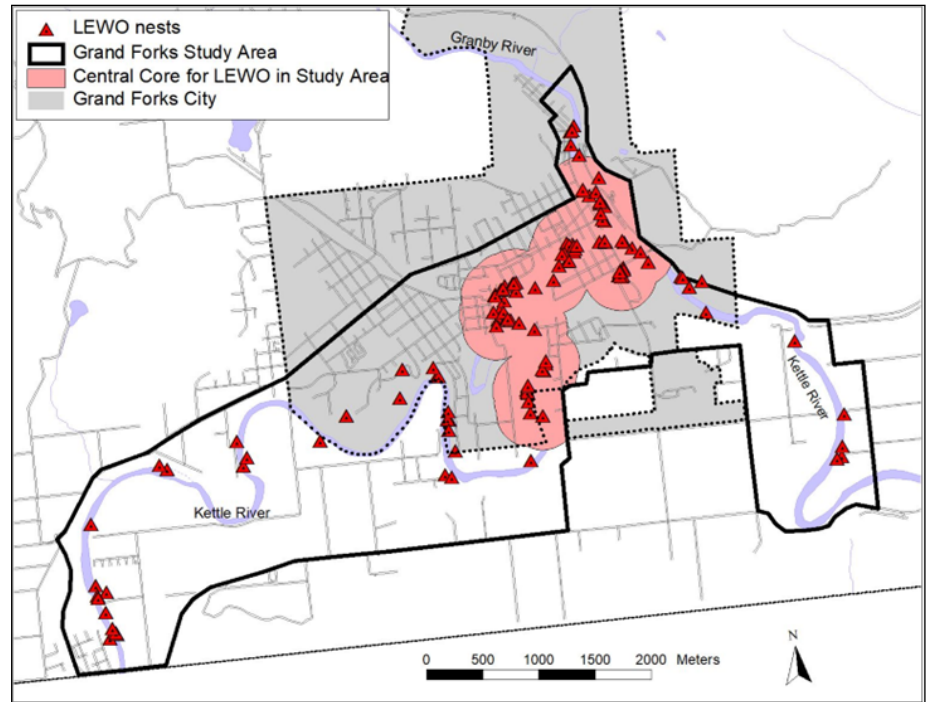 LEWO nests
Grand Forks Study Area
Central Core for LEWO in Study Area
Grand Forks City
Granby River
Kettle River
Kettle River
N
0 500 1000 1500 2000 Meters